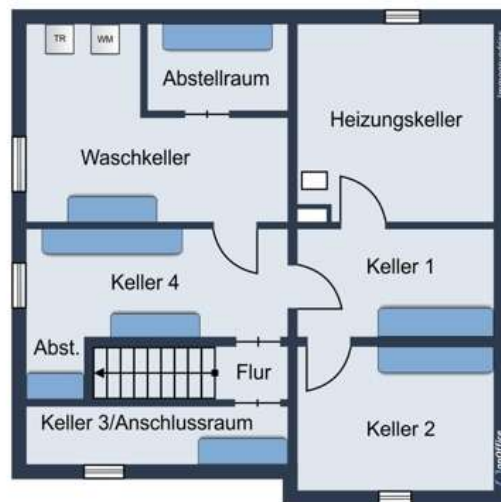 TR
WM
Abstellraum
Heizungskeller
Waschkeller
Keller 1
Keller 4
Abst.
Flur
Keller 3/Anschlussraum
Keller 2